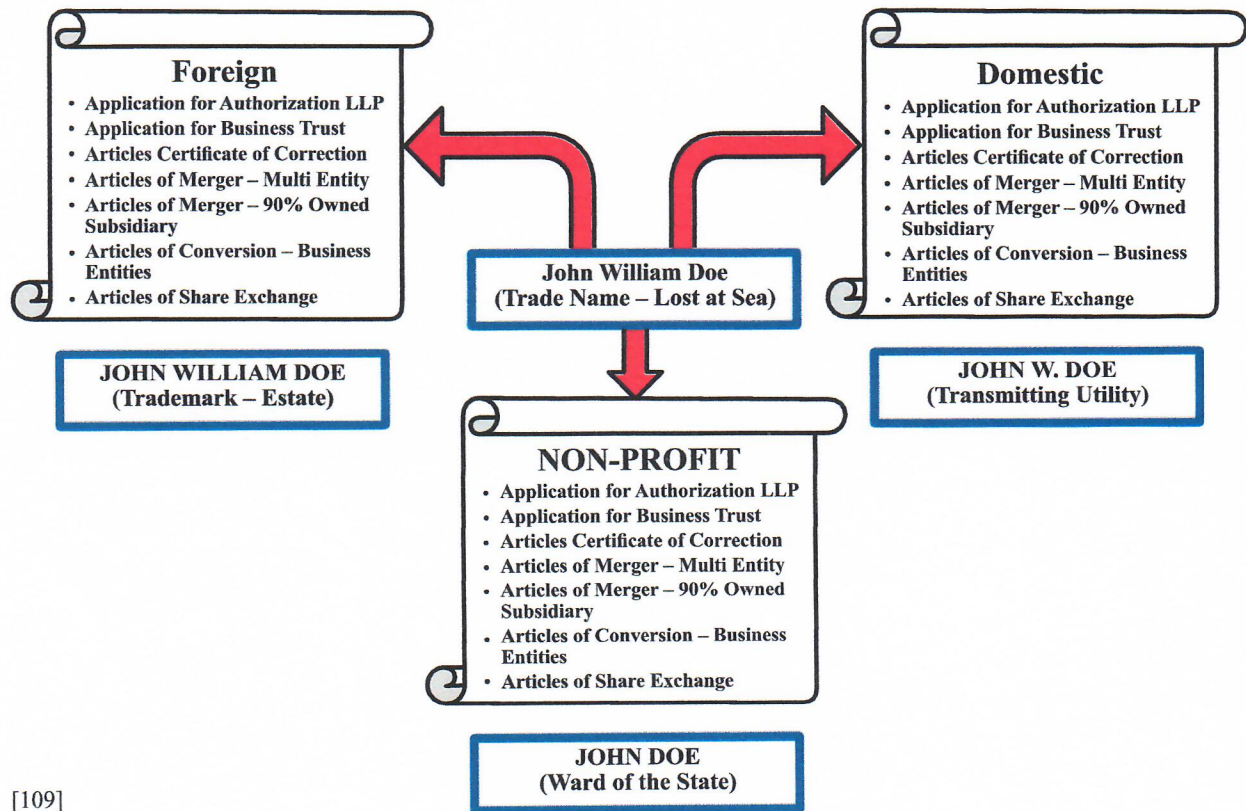 Foreign
• Application for Authorization LLP
• Application for Business Trust
• Articles Certificate of Correction
• Articles of Merger – Multi Entity
• Articles of Merger – 90% Owned
Subsidiary
• Articles of Conversion – Business
Entities
• Articles of Share Exchange
JOHN WILLIAM DOE
(Trademark – Estate)
John William Doe
(Trade Name – Lost at Sea)
Domestic
• Application for Authorization LLP
• Application for Business Trust
• Articles Certificate of Correction
• Articles of Merger – Multi Entity
• Articles of Merger – 90% Owned
Subsidiary
• Articles of Conversion – Business
Entities
• Articles of Share Exchange
JOHN W. DOE
(Transmitting Utility)
NON-PROFIT
• Application for Authorization LLP
• Application for Business Trust
• Articles Certificate of Correction
• Articles of Merger – Multi Entity
• Articles of Merger – 90% Owned
Subsidiary
• Articles of Conversion – Business
Entities
• Articles of Share Exchange
JOHN DOE
(Ward of the State)
[109]